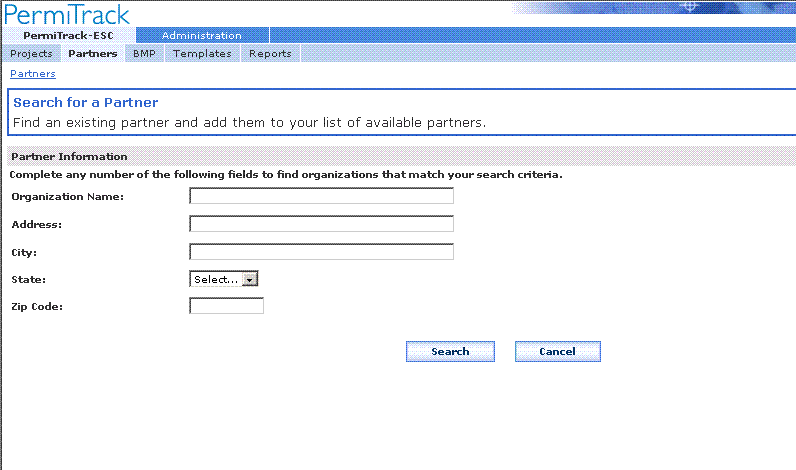 PermiTrack
PermiTrack-ESC Administration
Projects Partners BMP Templates Reports
Partners
Search for a Partner
Find an existing partner and add them to your list of available partners.
Partner Information
Complete any number of the following fields to find organizations that match your search criteria.
Organization Name:
Address:
City:
State: Select...
Zip Code:
Search Cancel